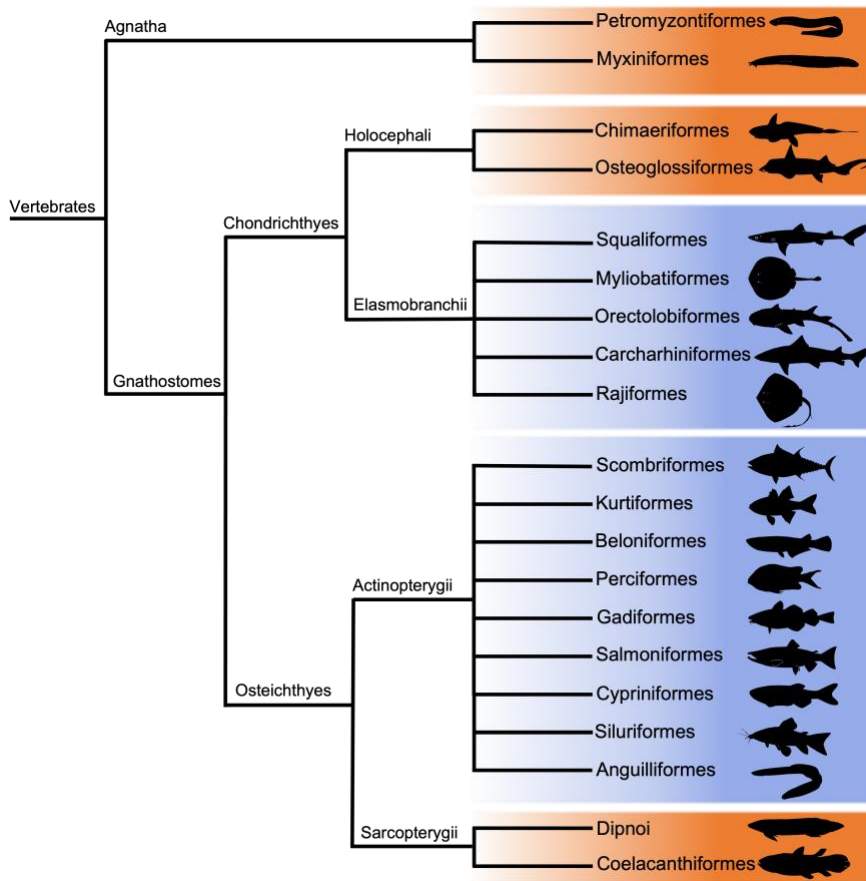 Agnatha
Petromyzontiformes
Myxiniformes
Holocephali
Chimaeriformes
Osteoglossiformes
Vertebrates
Chondrichthyes
Squaliformes
Myliobatiformes
Elasmobranchii
Orectolobiformes
Carcharhiniformes
Gnathostomes
Rajiformes
Scombriformes
Kurtiformes
Beloniformes
Actinopterygii
Perciformes
Gadiformes
Salmoniformes
Osteichthyes
Cypriniformes
Siluriformes
Anguilliformes
Sarcopterygii
Dipnoi
Coelacanthiformes